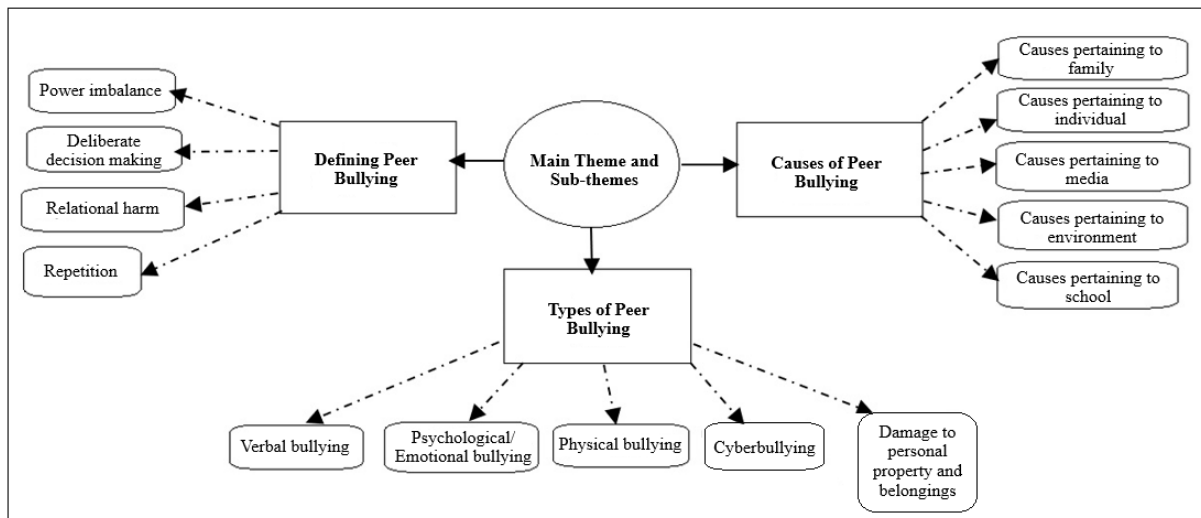 Main Theme and
Sub-themes
Defining Peer
Bullying
Power imbalance
Deliberate
decision making
Relational harm
Repetition
Types of Peer
Bullying
Verbal bullying
Psychological/
Emotional bullying
Physical bullying
Cyberbullying
Damage to
personal
property and
belongings
Causes of Peer
Bullying
Causes pertaining to
family
Causes pertaining to
individual
Causes pertaining to
media
Causes pertaining to
environment
Causes pertaining to
school